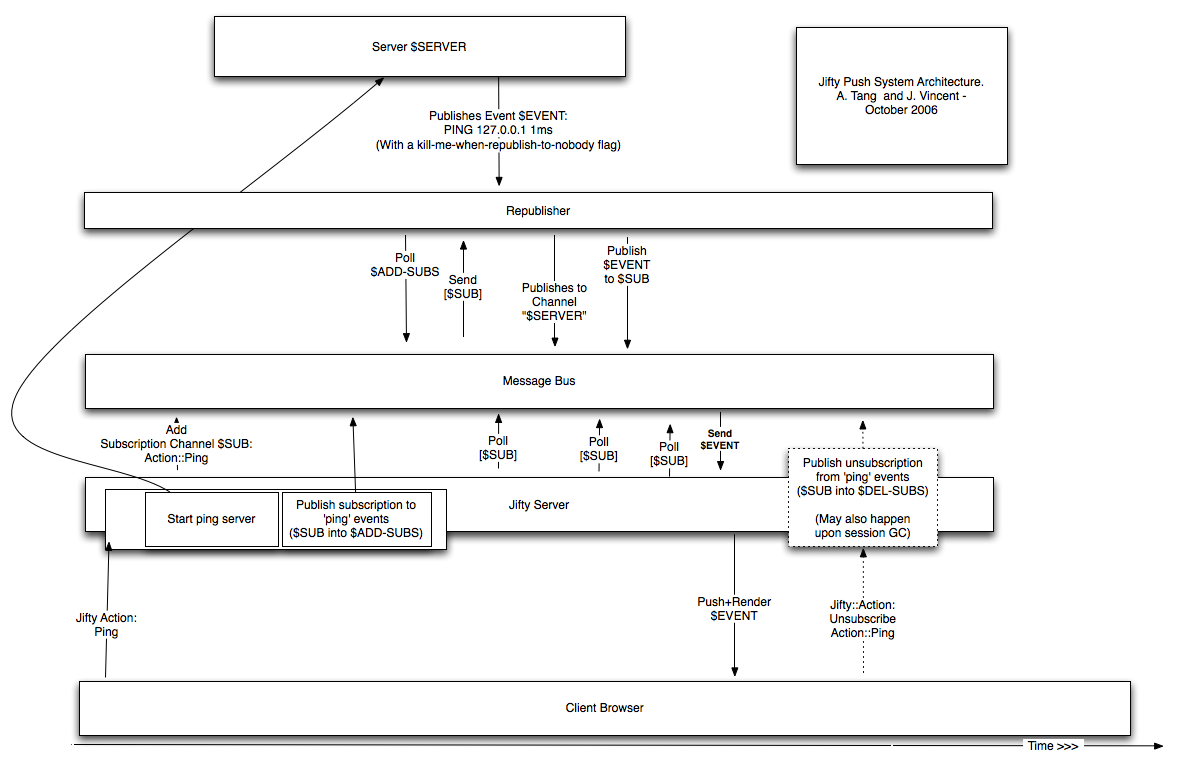 Server $SERVER
Jifty Push System Architecture.
A. Tang and J. Vincent -
October 2006
Publishes Event $EVENT:
PING 127.0.0.1 1ms
(With a kill-me-when-republish-to-nobody flag)
Republisher
Poll
$ADD-SUBS
Send
[$SUB]
Publishes to
Channel
"$SERVER"
Publish
$EVENT
to $SUB
Message Bus
Add
Subscription Channel $SUB:
Action::Ping
Poll
[$SUB]
Poll
[$SUB]
Poll
[$SUB]
Send
$EVENT
Publish unsubscription
from 'ping' events
($SUB into $DEL-SUBS)
(May also happen
upon session GC)
Start ping server
Publish subscription to
'ping' events
($SUB into $ADD-SUBS)
Jifty Server
Jifty Action:
Ping
Push+Render
$EVENT
Jifty::Action:
Unsubscribe
Action::Ping
Client Browser
Time >>>